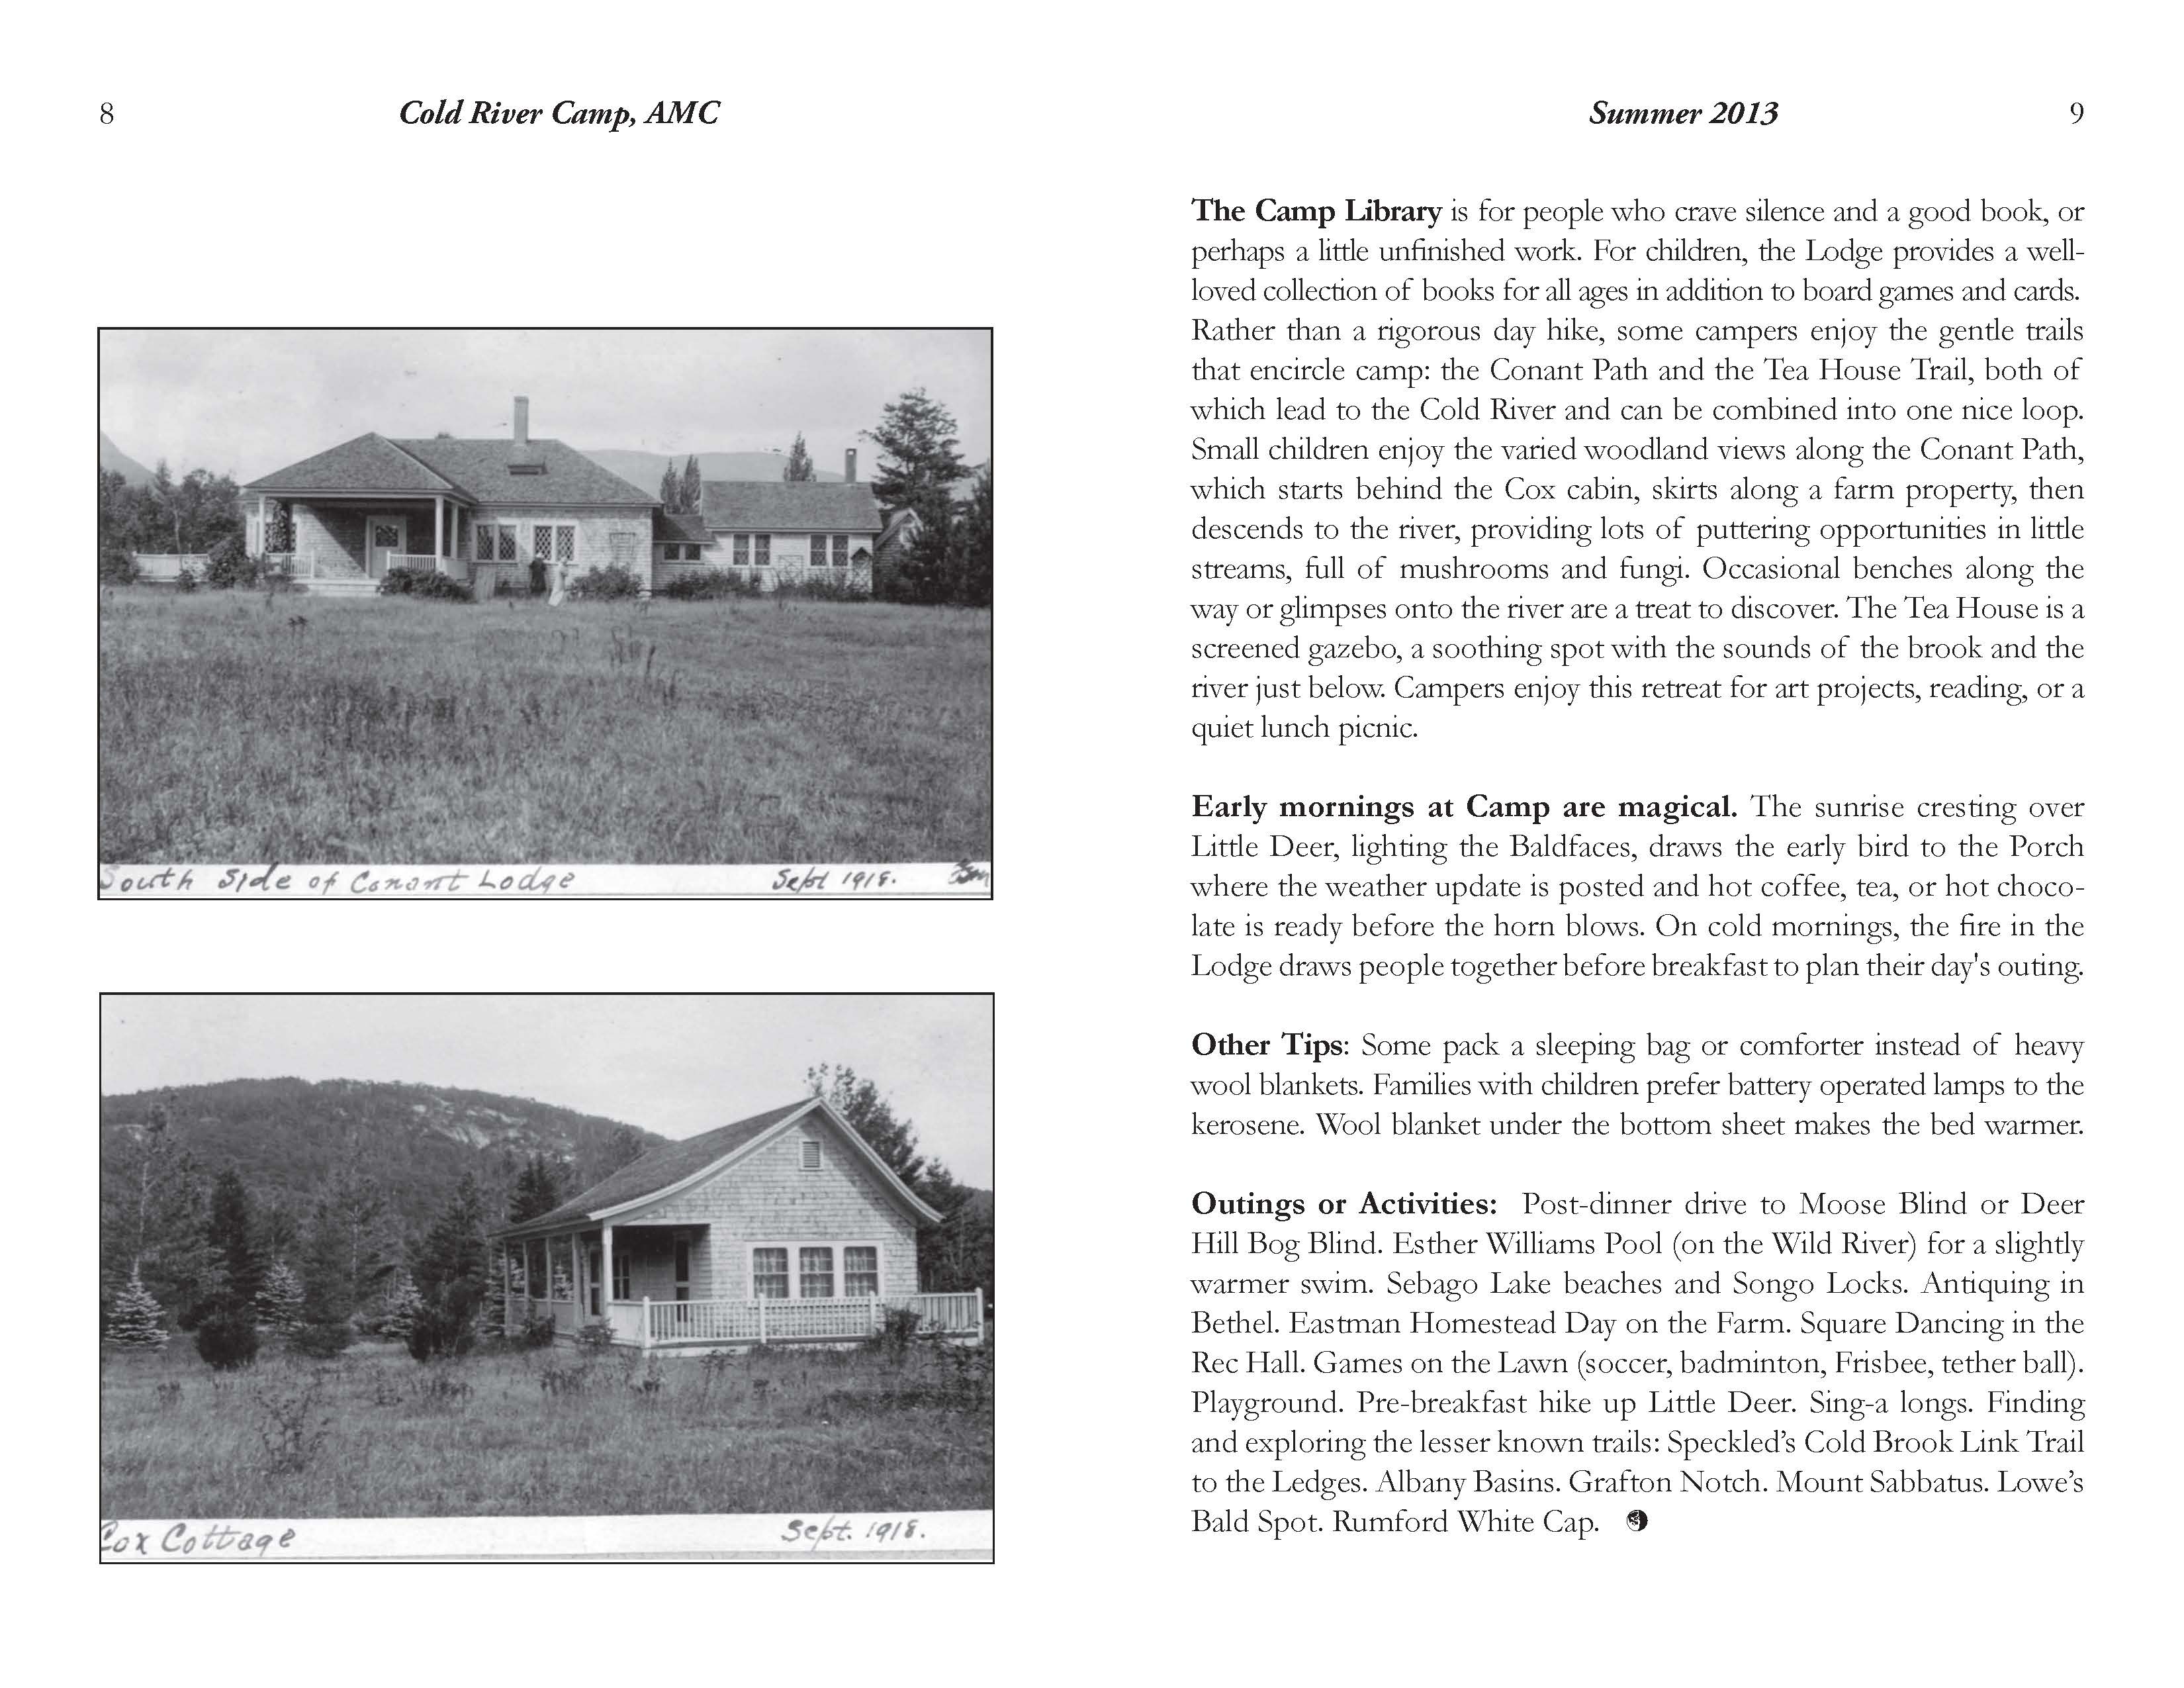 8
Cold River Camp, AMC
South Side of Conant Lodge
Sept 1918.
Cox Cottage
Sept. 1918.
Summer 2013
9
The Camp Library is for people who crave silence and a good book, or
perhaps a little unfinished work. For children, the Lodge provides a well-
loved collection of books for all ages in addition to board games and cards.
Rather than a rigorous day hike, some campers enjoy the gentle trails
that encircle camp: the Conant Path and the Tea House Trail, both of
which lead to the Cold River and can be combined into one nice loop.
Small children enjoy the varied woodland views along the Conant Path,
which starts behind the Cox cabin, skirts along a farm property, then
descends to the river, providing lots of puttering opportunities in little
streams, full of mushrooms and fungi. Occasional benches along the
way or glimpses onto the river are a treat to discover. The Tea House is a
screened gazebo, a soothing spot with the sounds of the brook and the
river just below. Campers enjoy this retreat for art projects, reading, or a
quiet lunch picnic.
Early mornings at Camp are magical. The sunrise cresting over
Little Deer, lighting the Baldfaces, draws the early bird to the Porch
where the weather update is posted and hot coffee, tea, or hot choco-
late is ready before the horn blows. On cold mornings, the fire in the
Lodge draws people together before breakfast to plan their day's outing.
Other Tips: Some pack a sleeping bag or comforter instead of heavy
wool blankets. Families with children prefer battery operated lamps to the
kerosene. Wool blanket under the bottom sheet makes the bed warmer.
Outings or Activities: Post-dinner drive to Moose Blind or Deer
Hill Bog Blind. Esther Williams Pool (on the Wild River) for a slightly
warmer swim. Sebago Lake beaches and Songo Locks. Antiquing in
Bethel. Eastman Homestead Day on the Farm. Square Dancing in the
Rec Hall. Games on the Lawn (soccer, badminton, Frisbee, tether ball).
Playground. Pre-breakfast hike up Little Deer. Sing-a longs. Finding
and exploring the lesser known trails: Speckled’s Cold Brook Link Trail
to the Ledges. Albany Basins. Grafton Notch. Mount Sabbatus. Lowe’s
Bald Spot. Rumford White Cap.